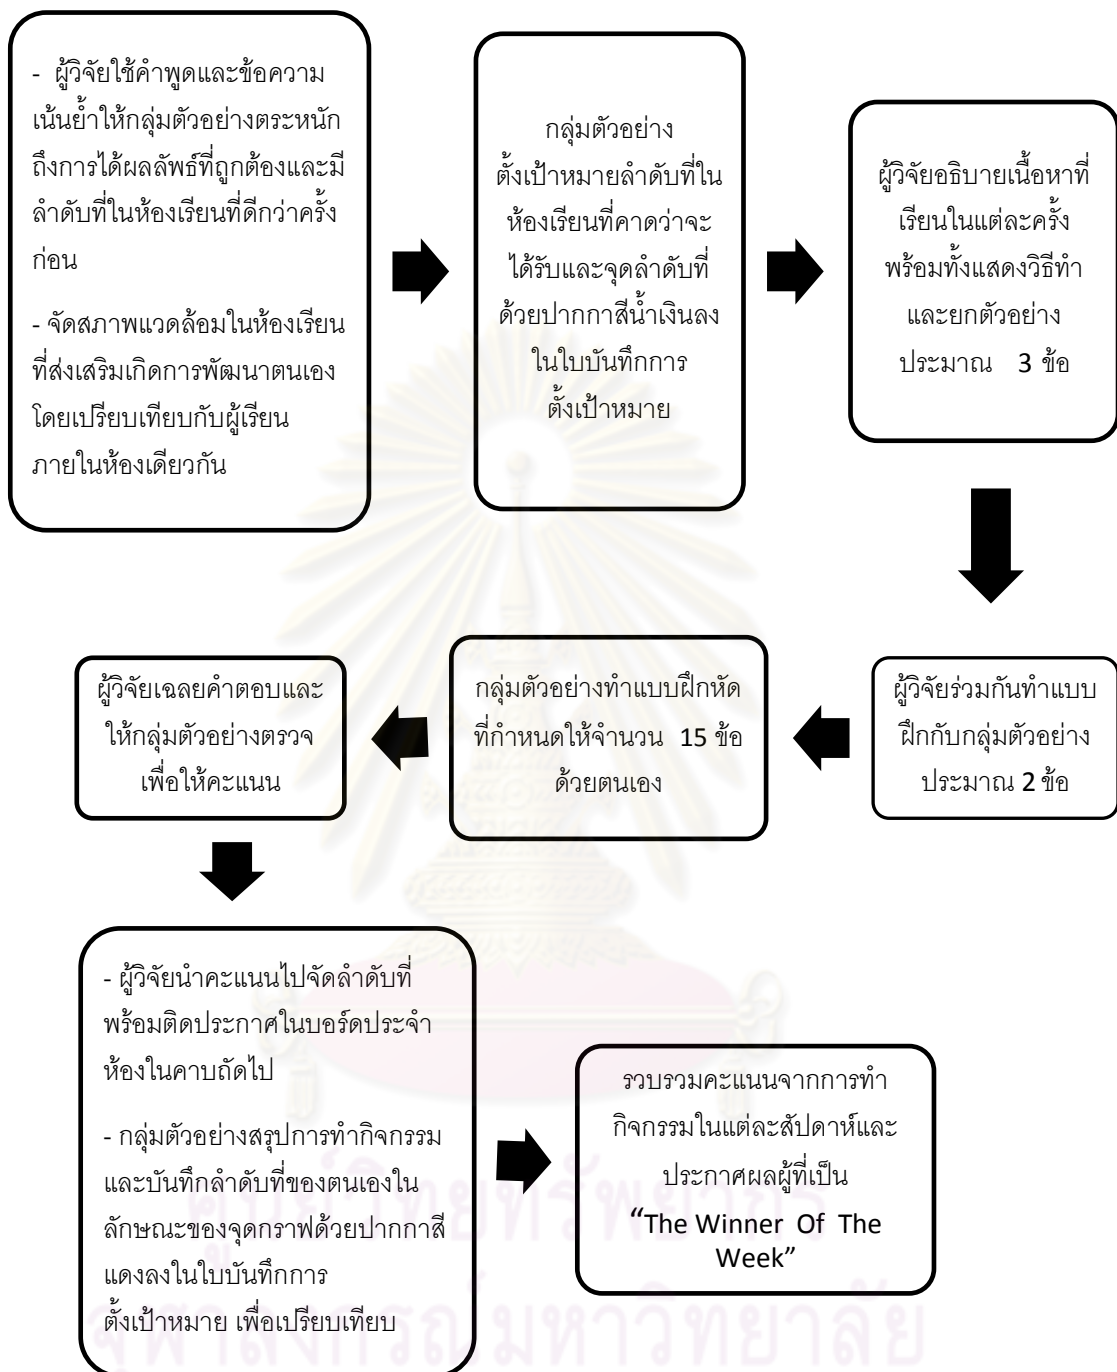 - ผู้วิจัยใช้คำพูดและข้อความ
เน้นย้ำให้กลุ่มตัวอย่างตระหนัก
ถึงการได้ผลลัพธ์ที่ถูกต้องและมี
ลำดับที่ในห้องเรียนที่ดีกว่าครั้ง
ก่อน
- จัดสภาพแวดล้อมในห้องเรียน
ที่ส่งเสริมเกิดการพัฒนาตนเอง
โดยเปรียบเทียบกับผู้เรียน
ภายในห้องเดียวกัน
กลุ่มตัวอย่าง
ตั้งเป้าหมายลำดับที่ใน
ห้องเรียนที่คาดว่าจะ
ได้รับและจุดลำดับที่
ด้วยปากกาสีน้ำเงินลง
ในใบบันทึกการ
ตั้งเป้าหมาย
ผู้วิจัยอธิบายเนื้อหาที่
เรียนในแต่ละครั้ง
พร้อมทั้งแสดงวิธีทำ
และยกตัวอย่าง
ประมาณ 3 ข้อ
ผู้วิจัยร่วมกันทำแบบ
ฝึกกับกลุ่มตัวอย่าง
ประมาณ 2 ข้อ
กลุ่มตัวอย่างทำแบบฝึกหัด
ที่กำหนดให้จำนวน 15 ข้อ
ด้วยตนเอง
ผู้วิจัยเฉลยคำตอบและ
ให้กลุ่มตัวอย่างตรวจ
เพื่อให้คะแนน
- ผู้วิจัยนำคะแนนไปจัดลำดับที่
พร้อมติดประกาศในบอร์ดประจำ
ห้องในคาบถัดไป
- กลุ่มตัวอย่างสรุปการทำกิจกรรม
และบันทึกลำดับที่ของตนเองใน
ลักษณะของจุดกราฟด้วยปากกาสี
แดงลงในใบบันทึกการ
ตั้งเป้าหมาย เพื่อเปรียบเทียบ
รวบรวมคะแนนจากการทำ
กิจกรรมในแต่ละสัปดาห์และ
ประกาศผลผู้ที่เป็น
“The Winner Of The
Week”
ศูนย์วิทยทรัพยากร
จุฬาลงกรณ์มหาวิทยาลัย